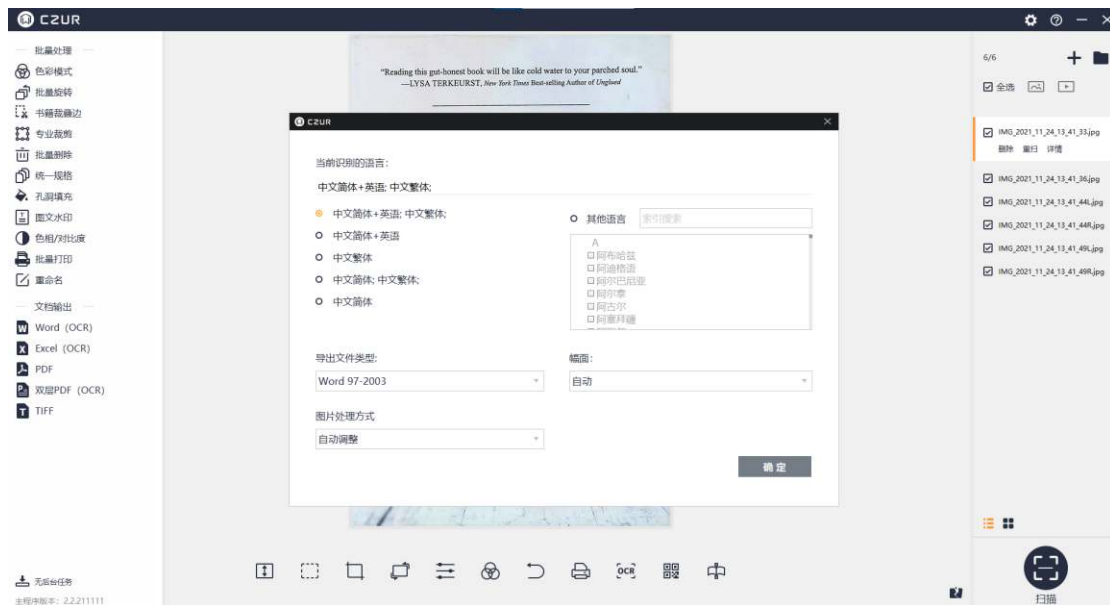 CZUR
批量处理
色彩模式
批量旋转
书籍裁叠边
专业裁剪
批量删除
统一规格
孔洞填充
图文水印
色相/对比度
批量打印
重命名
文档输出
Word (OCR)
Excel (OCR)
PDF
双层PDF (OCR)
TIFF
无后台任务
主程序版本: 2.2.211111
"Reading this gut-honest book will be like cold water to your parched soul."
—LYSA TERKEURST, New York Times Best-selling Author of Unglued
CZUR
当前识别的语言:
中文简体+英语; 中文繁体;
中文简体+英语; 中文繁体;
中文简体+英语
中文繁体
中文简体; 中文繁体;
中文简体
其他语言 索引搜索
A
阿布哈兹
阿迪格语
阿尔巴尼亚
阿尔泰
阿古尔
阿塞拜疆
导出文件类型:
Word 97-2003
幅面:
自动
图片处理方式
自动调整
确定
OCR
6/6
全选
IMG_2021_11_24_13_41_33.jpg
删除 重扫 详情
IMG_2021_11_24_13_41_36.jpg
IMG_2021_11_24_13_41_44L.jpg
IMG_2021_11_24_13_41_44R.jpg
IMG_2021_11_24_13_41_49L.jpg
IMG_2021_11_24_13_41_49R.jpg
扫描